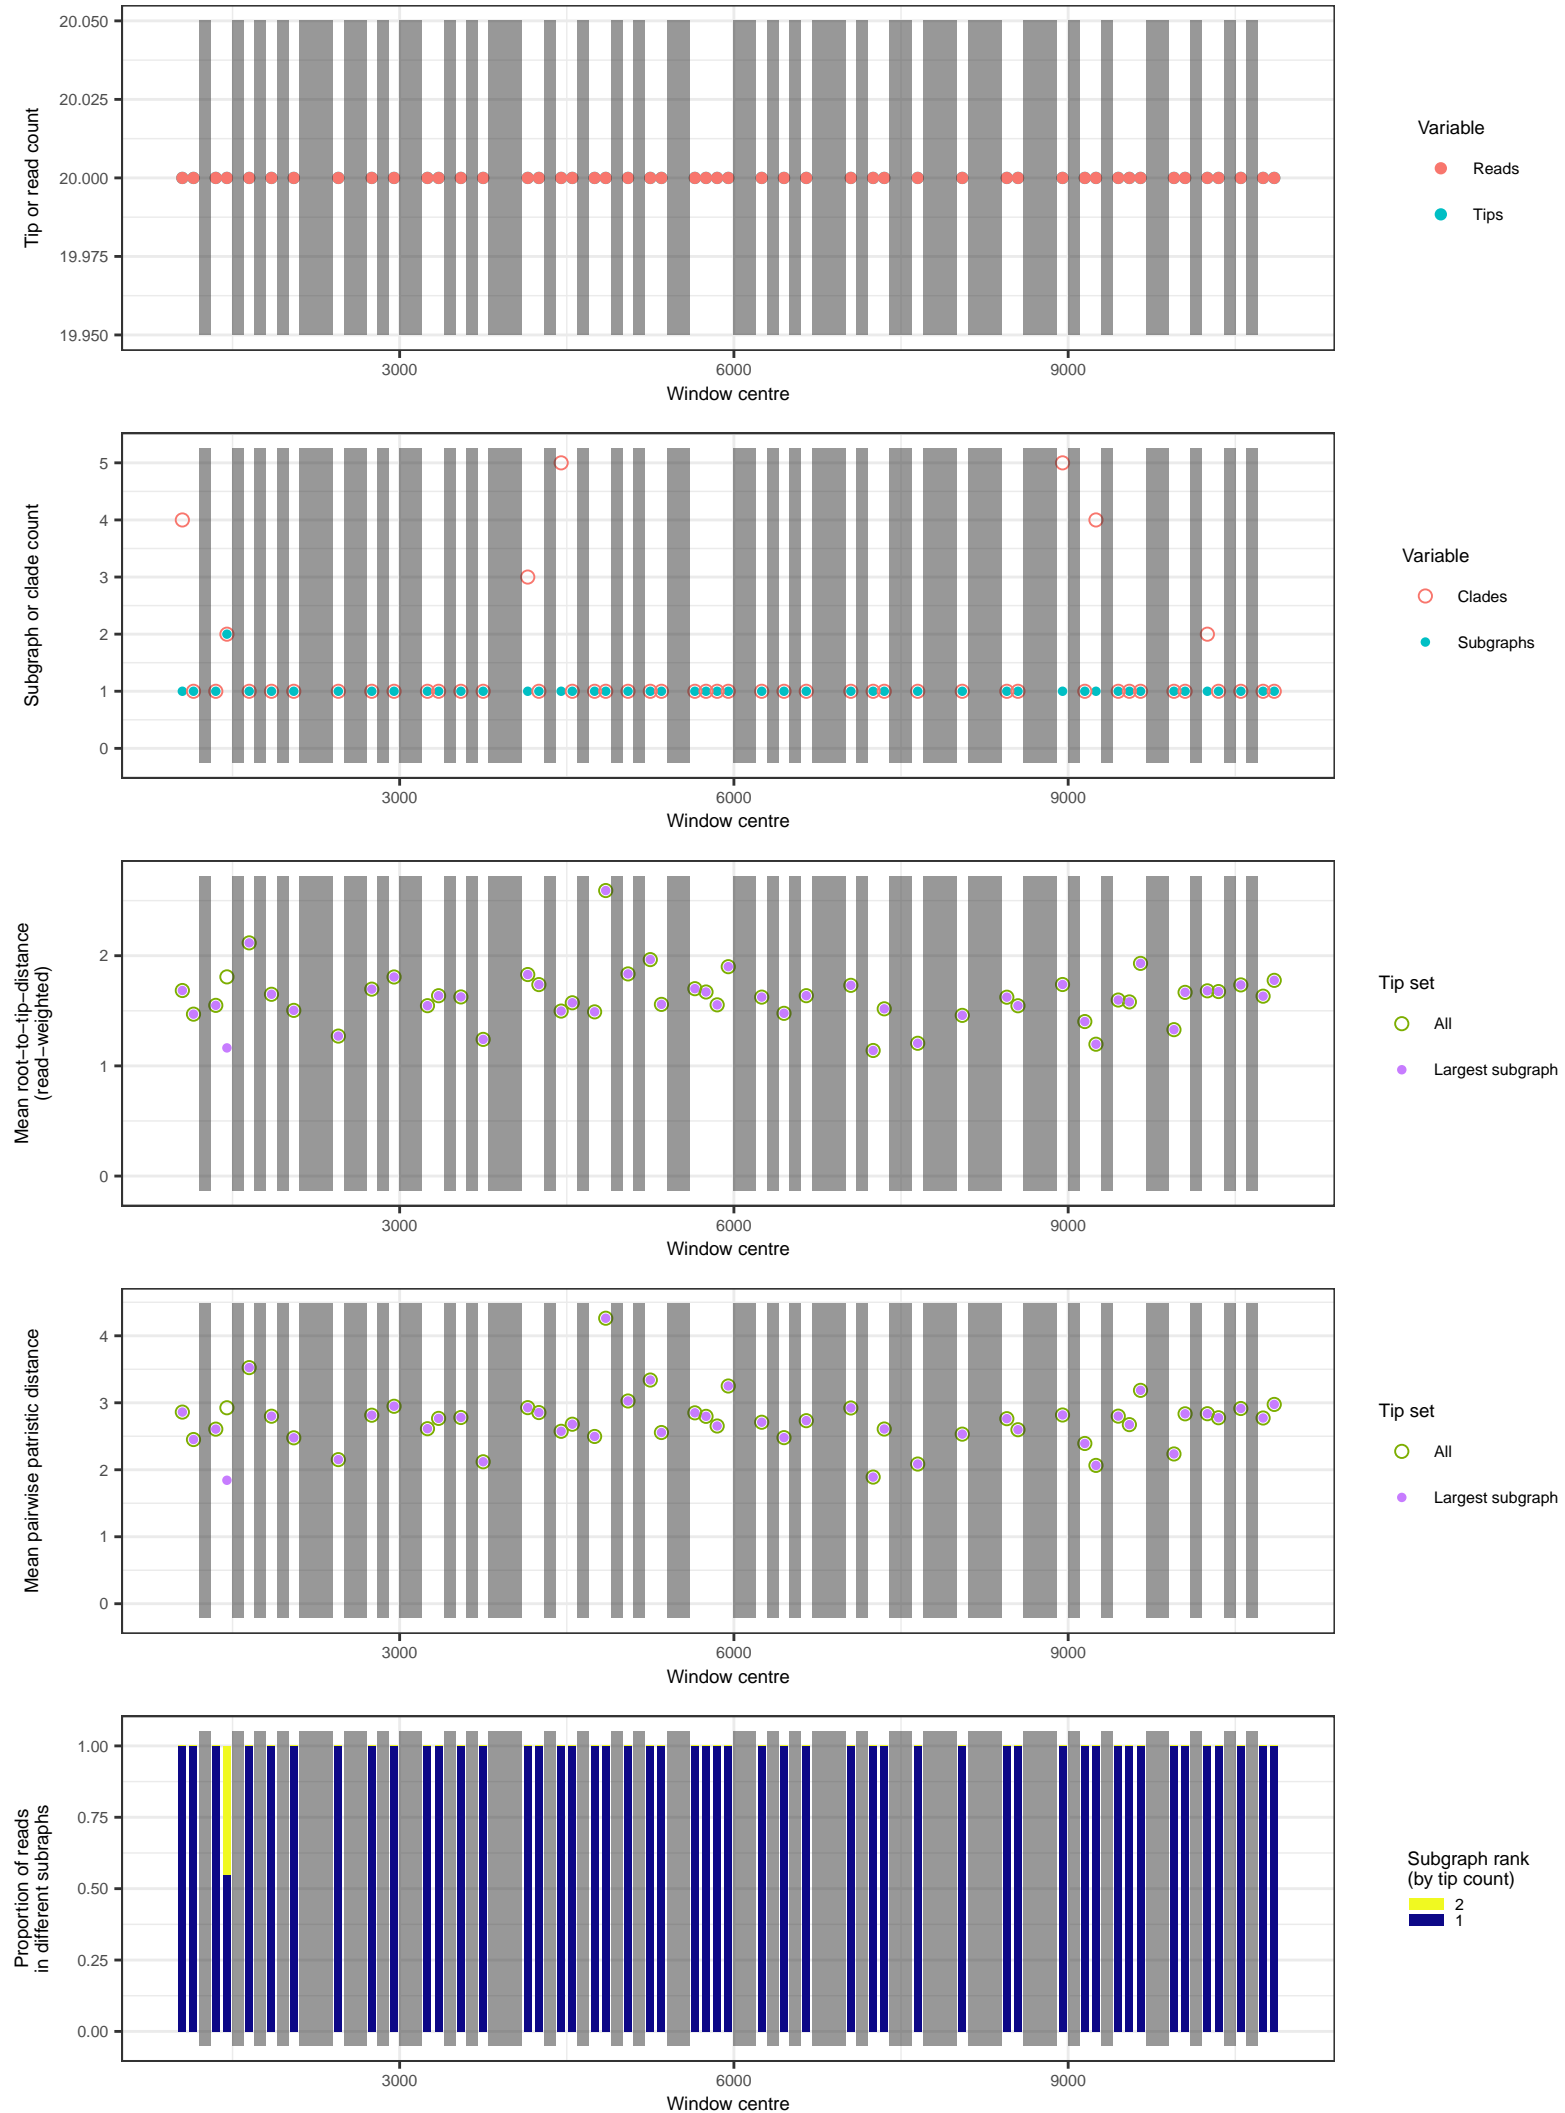 20.050
20.025
20.000
19.975
19.950
Tip or read count
3000
6000
9000
Window centre
Variable
Reads
Tips
5
4
3
2
1
0
Subgraph or clade count
3000
6000
9000
Window centre
Variable
Clades
Subgraphs
2
1
0
Mean root−to−tip−distance
(read−weighted)
3000
6000
9000
Window centre
Tip set
All
Largest subgraph
4
3
2
1
0
Mean pairwise patristic distance
3000
6000
9000
Window centre
Tip set
All
Largest subgraph
1.00
0.75
0.50
0.25
0.00
Proportion of reads
in different subraphs
3000
6000
9000
Window centre
Subgraph rank
(by tip count)
2
1